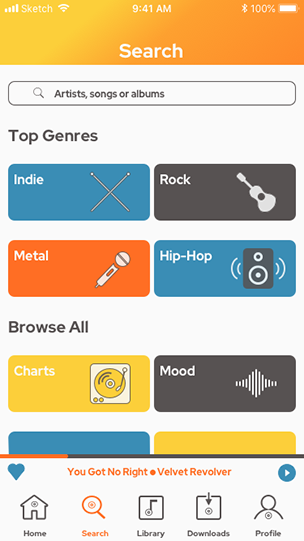 Sketch 9:41 AM 100%
Search
Artists, songs or albums
Top Genres
Indie Rock
Metal Hip-Hop
Browse All
Charts Mood
You Got No Right ● Velvet Revolver
Home Search Library Downloads Profile